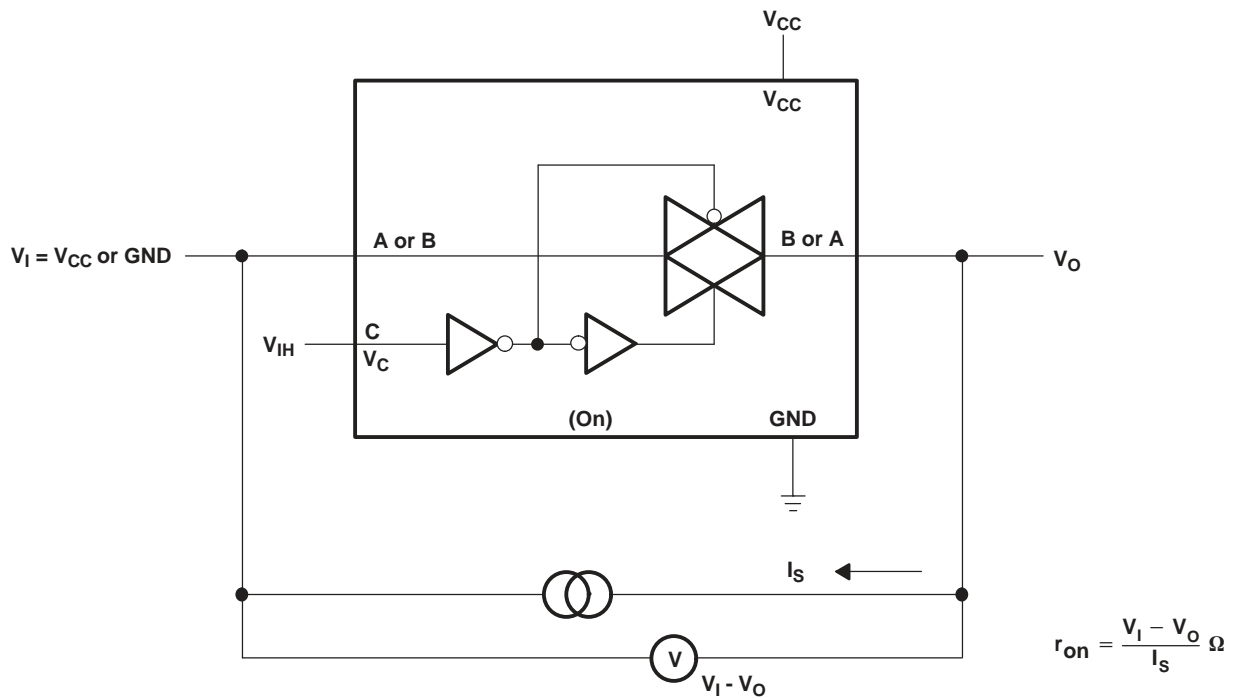 VCC
VCC
A or B
B or A
VI = VCC or GND
VO
C
VIH
VC
(On)
GND
IS
V
VI - VO
ron = VI − VO / IS Ω